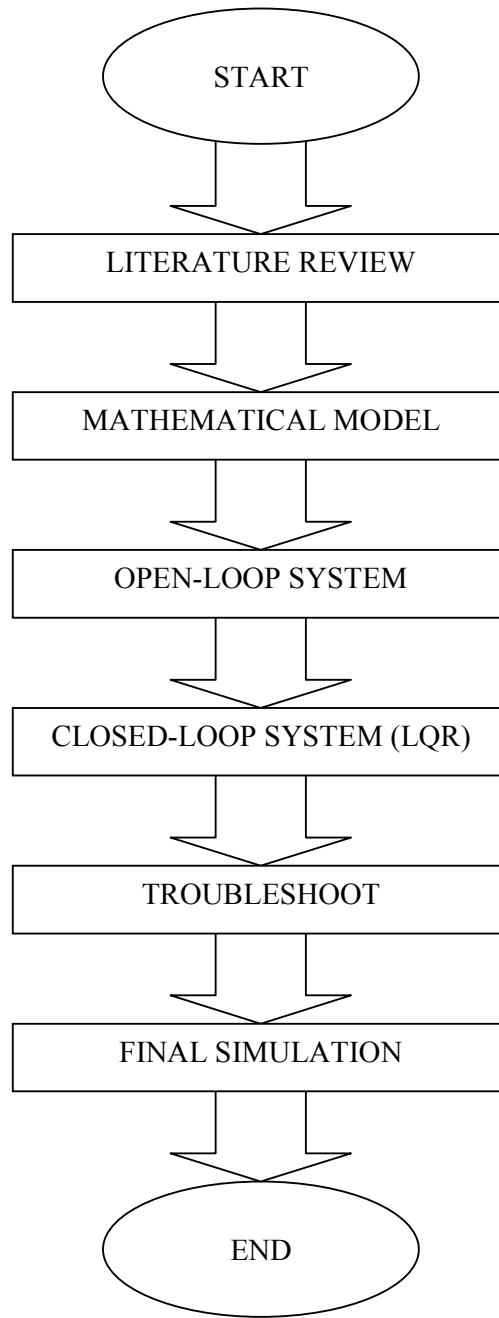 START
LITERATURE REVIEW
MATHEMATICAL MODEL
OPEN-LOOP SYSTEM
CLOSED-LOOP SYSTEM (LQR)
TROUBLESHOOT
FINAL SIMULATION
END